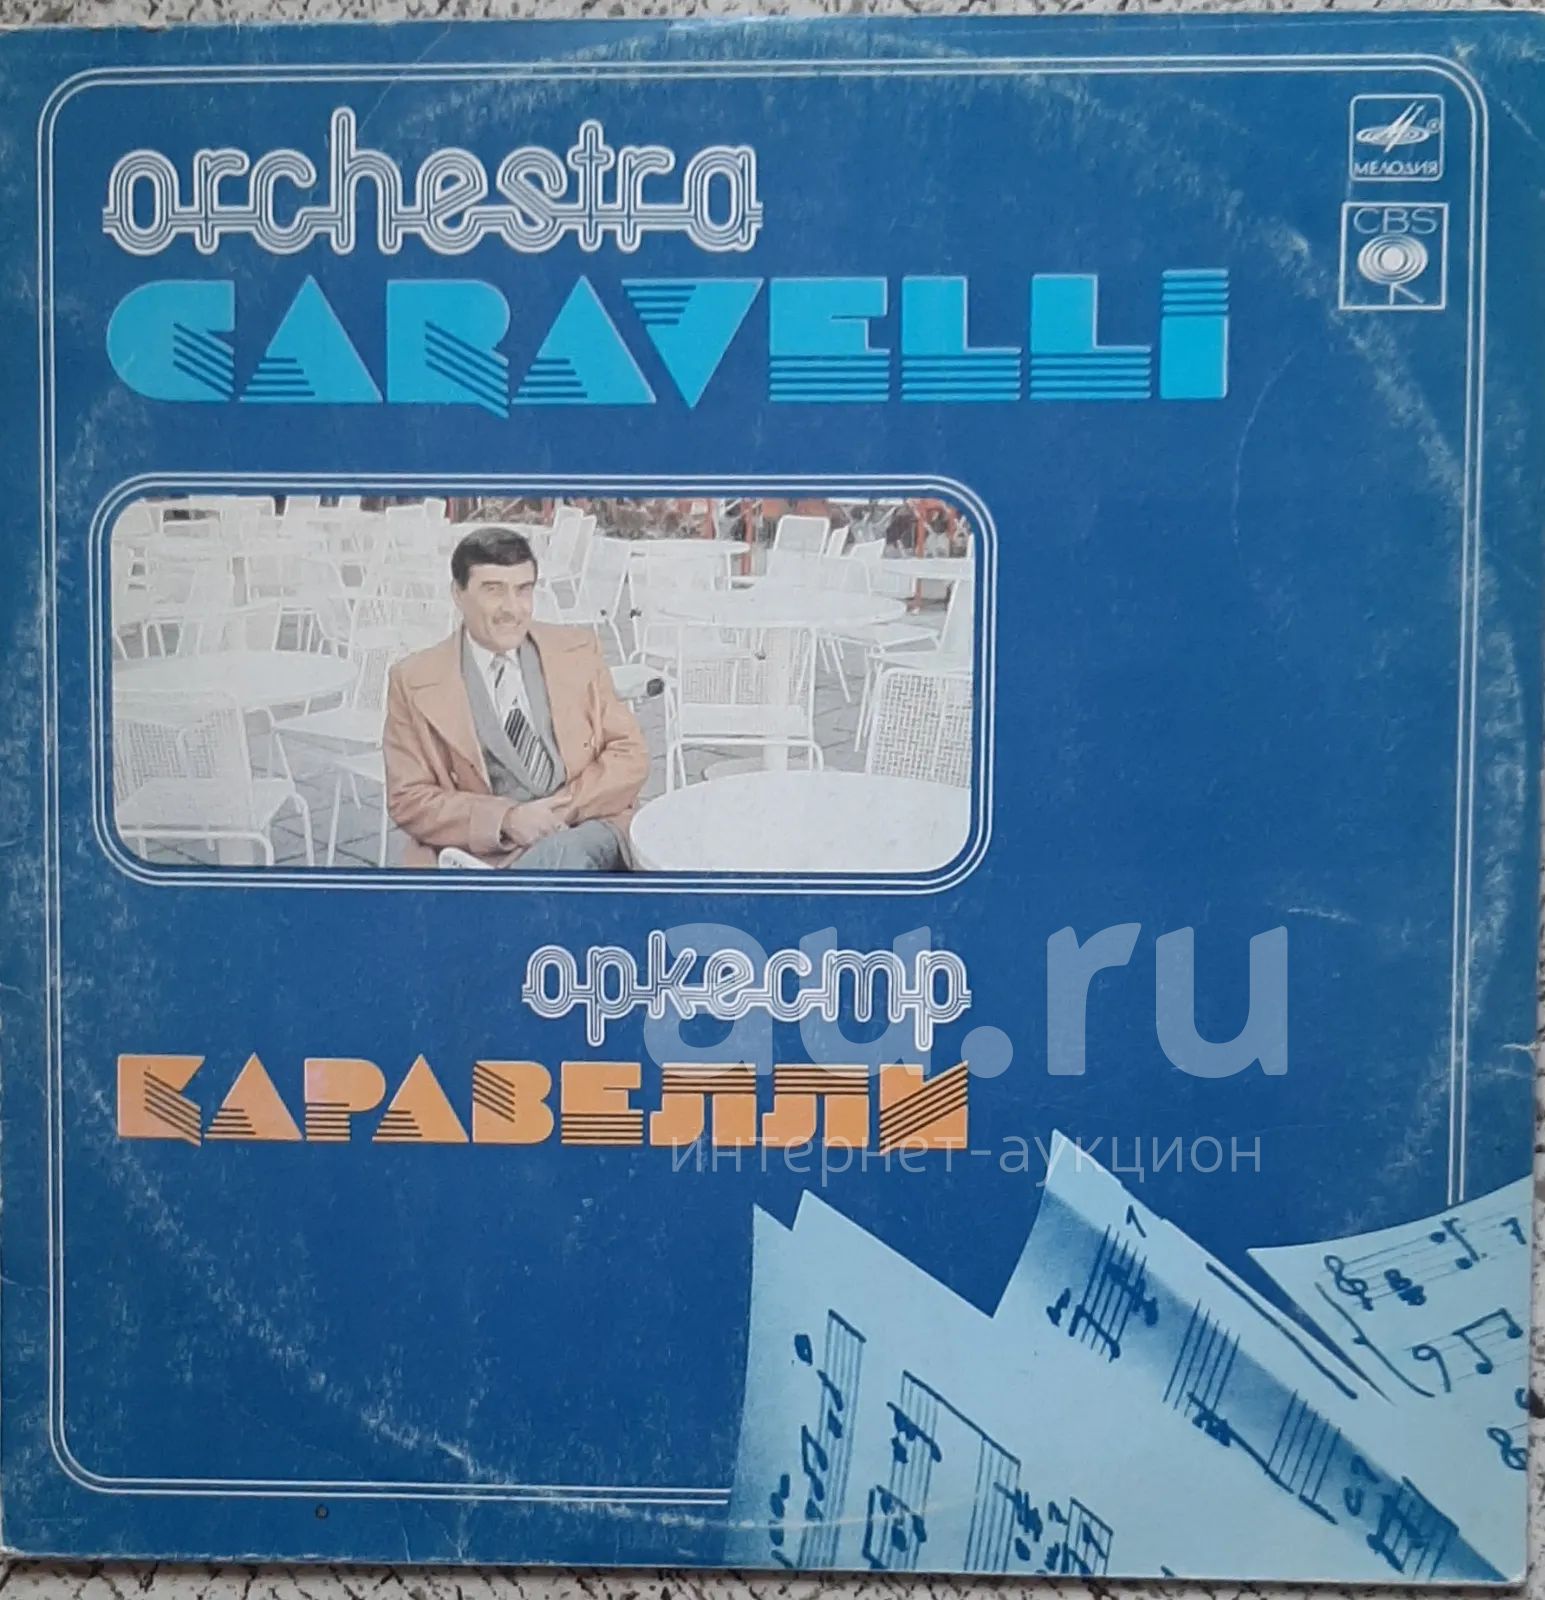 orchestra
CARAVELLI
МЕЛОДИЯ
CBS
оркестр
КАРАВЕЛЛИ
au.ru
интернет-аукцион